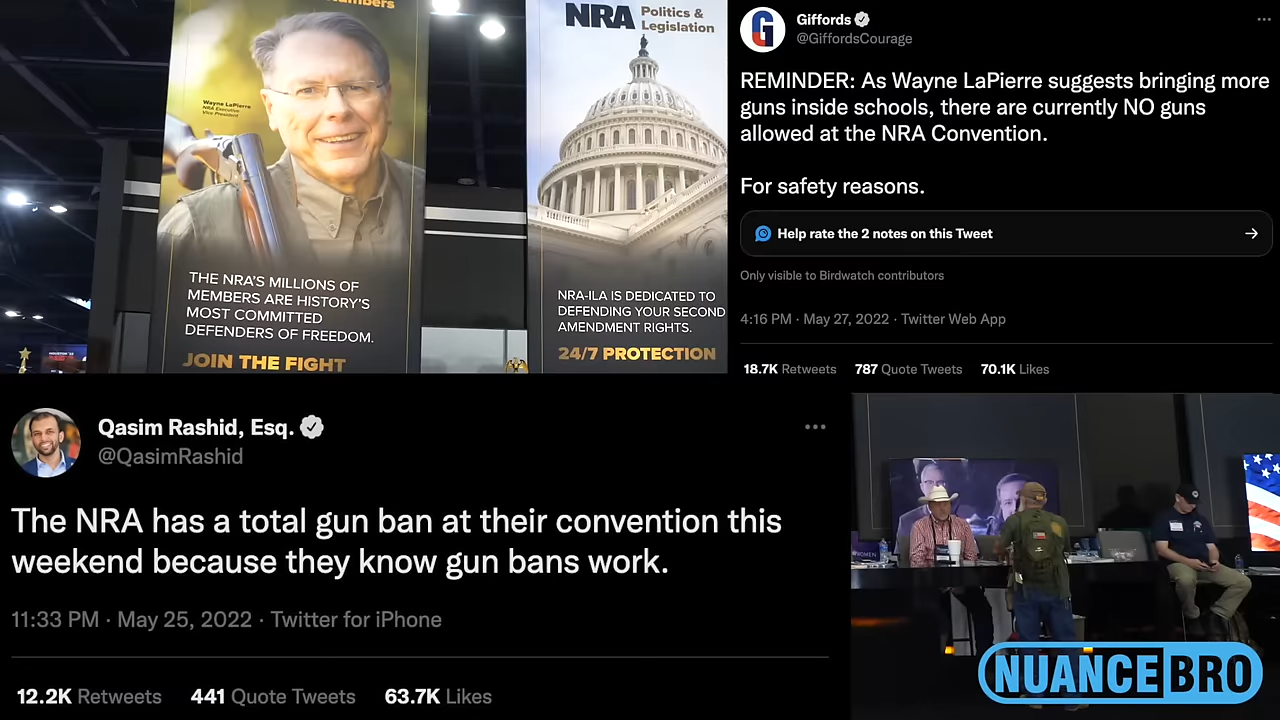 NRA Politics &
Legislation
Wayne LaPierre
NRA Executive
Vice President
THE NRA'S MILLIONS OF
MEMBERS ARE HISTORY'S
MOST COMMITTED
DEFENDERS OF FREEDOM.
JOIN THE FIGHT
NRA-ILA IS DEDICATED TO
DEFENDING YOUR SECOND
AMENDMENT RIGHTS.
24/7 PROTECTION
Giffords
@GiffordsCourage
REMINDER: As Wayne LaPierre suggests bringing more
guns inside schools, there are currently NO guns
allowed at the NRA Convention.
For safety reasons.
Help rate the 2 notes on this Tweet
Only visible to Birdwatch contributors
4:16 PM · May 27, 2022 · Twitter Web App
18.7K Retweets 787 Quote Tweets 70.1K Likes
Qasim Rashid, Esq.
@QasimRashid
The NRA has a total gun ban at their convention this
weekend because they know gun bans work.
11:33 PM · May 25, 2022 · Twitter for iPhone
12.2K Retweets 441 Quote Tweets 63.7K Likes
WOMEN
NUANCEBRO